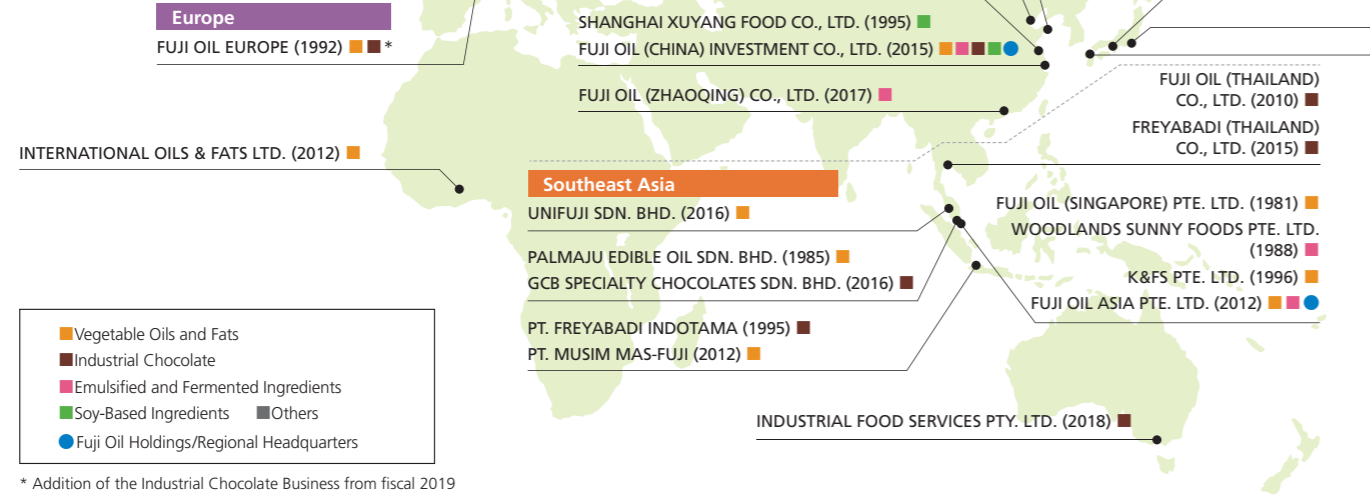 Europe
FUJI OIL EUROPE (1992) *
SHANGHAI XUYANG FOOD CO., LTD. (1995)
FUJI OIL (CHINA) INVESTMENT CO., LTD. (2015)
FUJI OIL (ZHAOQING) CO., LTD. (2017)
FUJI OIL (THAILAND)
CO., LTD. (2010)
FREYABADI (THAILAND)
CO., LTD. (2015)
INTERNATIONAL OILS & FATS LTD. (2012)
Southeast Asia
UNIFUJI SDN. BHD. (2016)
PALMAJU EDIBLE OIL SDN. BHD. (1985)
GCB SPECIALTY CHOCOLATES SDN. BHD. (2016)
PT. FREYABADI INDOTAMA (1995)
PT. MUSIM MAS-FUJI (2012)
FUJI OIL (SINGAPORE) PTE. LTD. (1981)
WOODLANDS SUNNY FOODS PTE. LTD.
(1988)
K&FS PTE. LTD. (1996)
FUJI OIL ASIA PTE. LTD. (2012)
INDUSTRIAL FOOD SERVICES PTY. LTD. (2018)
Vegetable Oils and Fats
Industrial Chocolate
Emulsified and Fermented Ingredients
Soy-Based Ingredients Others
Fuji Oil Holdings/Regional Headquarters
* Addition of the Industrial Chocolate Business from fiscal 2019